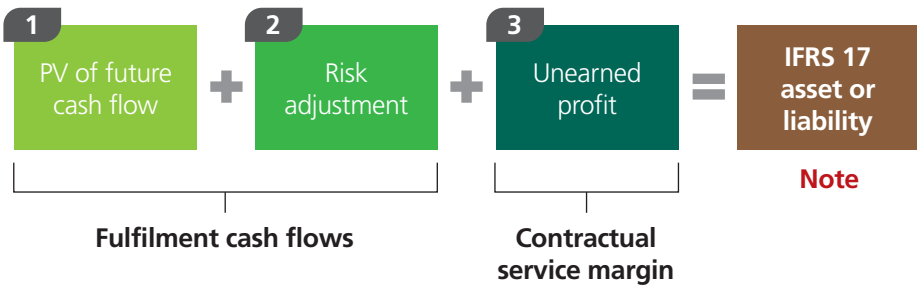 1
PV of future
cash flow
+
2
Risk
adjustment
+
3
Unearned
profit
=
IFRS 17
asset or
liability
Note
Fulfilment cash flows
Contractual
service margin